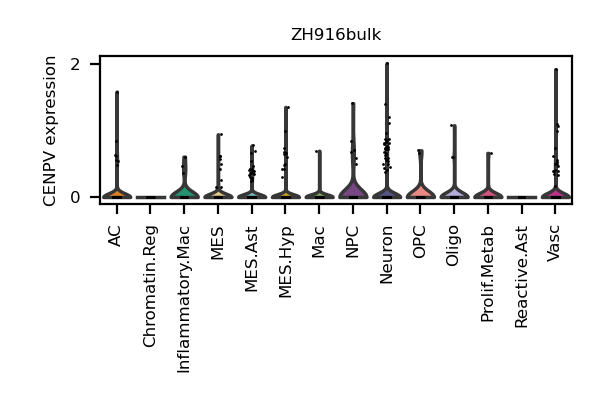 ZH916bulk
CENPV expression
2
0
AC
Chromatin.Reg
Inflammatory.Mac
MES
MES.Ast
MES.Hyp
Mac
NPC
Neuron
OPC
Oligo
Prolif.Metab
Reactive.Ast
Vasc